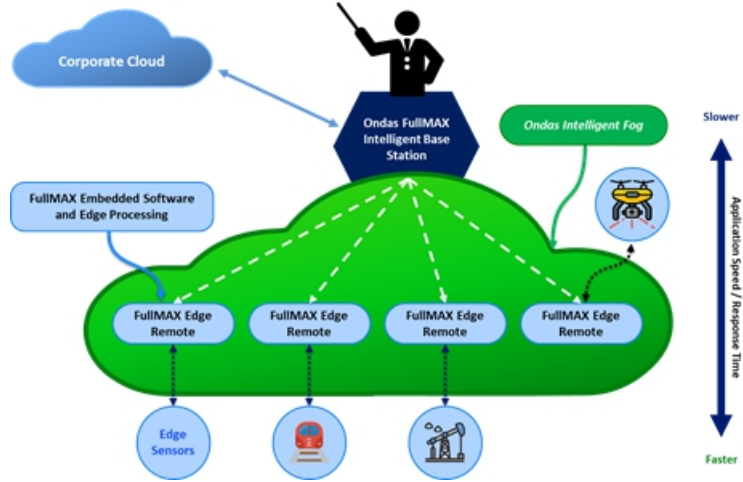 Corporate Cloud
Ondas FullMAX
Intelligent Base
Station
Ondas Intelligent Fog
Slower
FullMAX Embedded Software
and Edge Processing
Application Speed / Response Time
FullMAX Edge
Remote
FullMAX Edge
Remote
FullMAX Edge
Remote
FullMAX Edge
Remote
Edge
Sensors
Faster